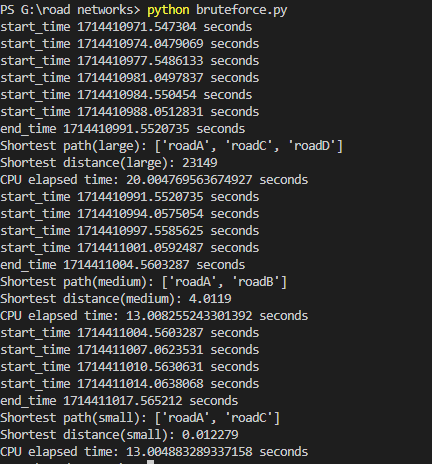 PS G:\road networks> python bruteforce.py
start_time 1714410971.547304 seconds
start_time 1714410974.0479069 seconds
start_time 1714410977.5486133 seconds
start_time 1714410981.0497837 seconds
start_time 1714410984.550454 seconds
start_time 1714410988.0512831 seconds
end_time 1714410991.5520735 seconds
Shortest path(large): ['roadA', 'roadC', 'roadD']
Shortest distance(large): 23149
CPU elapsed time: 20.004769563674927 seconds
start_time 1714410991.5520735 seconds
start_time 1714410994.0575054 seconds
start_time 1714410997.5585625 seconds
start_time 1714411001.0592487 seconds
end_time 1714411004.5603287 seconds
Shortest path(medium): ['roadA', 'roadB']
Shortest distance(medium): 4.0119
CPU elapsed time: 13.008255243301392 seconds
start_time 1714411004.5603287 seconds
start_time 1714411007.0623531 seconds
start_time 1714411010.5630631 seconds
start_time 1714411014.0638068 seconds
end_time 1714411017.565212 seconds
Shortest path(small): ['roadA', 'roadC']
Shortest distance(small): 0.012279
CPU elapsed time: 13.004883289337158 seconds